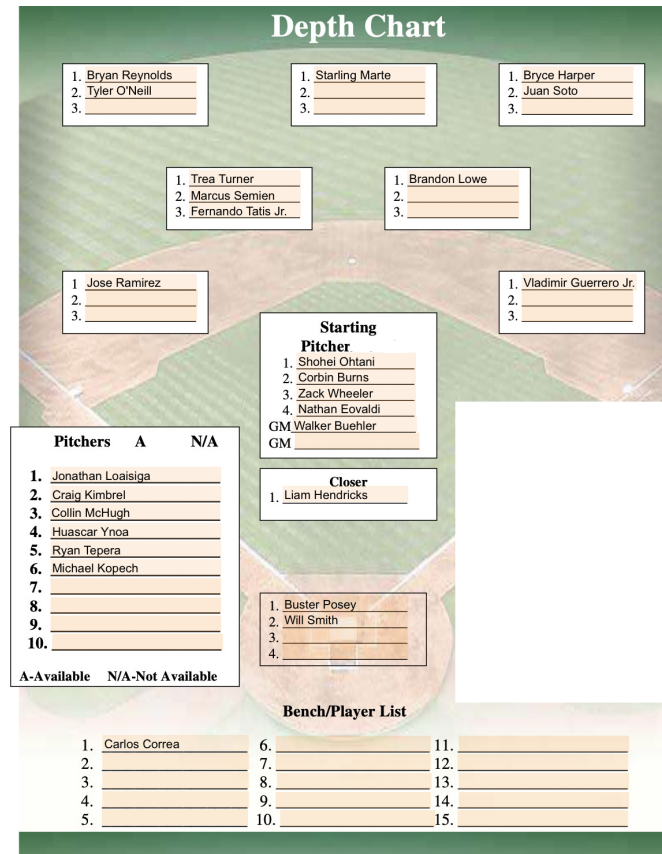 Depth Chart
1. Bryan Reynolds
2. Tyler O'Neill
3.
1. Starling Marte
2.
3.
1. Bryce Harper
2. Juan Soto
3.
1. Trea Turner
2. Marcus Semien
3. Fernando Tatis Jr.
1. Brandon Lowe
2.
3.
1 Jose Ramirez
2.
3.
1. Vladimir Guerrero Jr.
2.
3.
Starting
Pitcher
1. Shohei Ohtani
2. Corbin Burns
3. Zack Wheeler
4. Nathan Eovaldi
GM Walker Buehler
GM
Pitchers A N/A
1. Jonathan Loaisiga
2. Craig Kimbrel
3. Collin McHugh
4. Huascar Ynoa
5. Ryan Tepera
6. Michael Kopech
7.
8.
9.
10.
A-Available N/A-Not Available
Closer
1. Liam Hendricks
1. Buster Posey
2. Will Smith
3.
4.
Bench/Player List
1. Carlos Correa
2.
3.
4.
5.
6.
7.
8.
9.
10.
11.
12.
13.
14.
15.